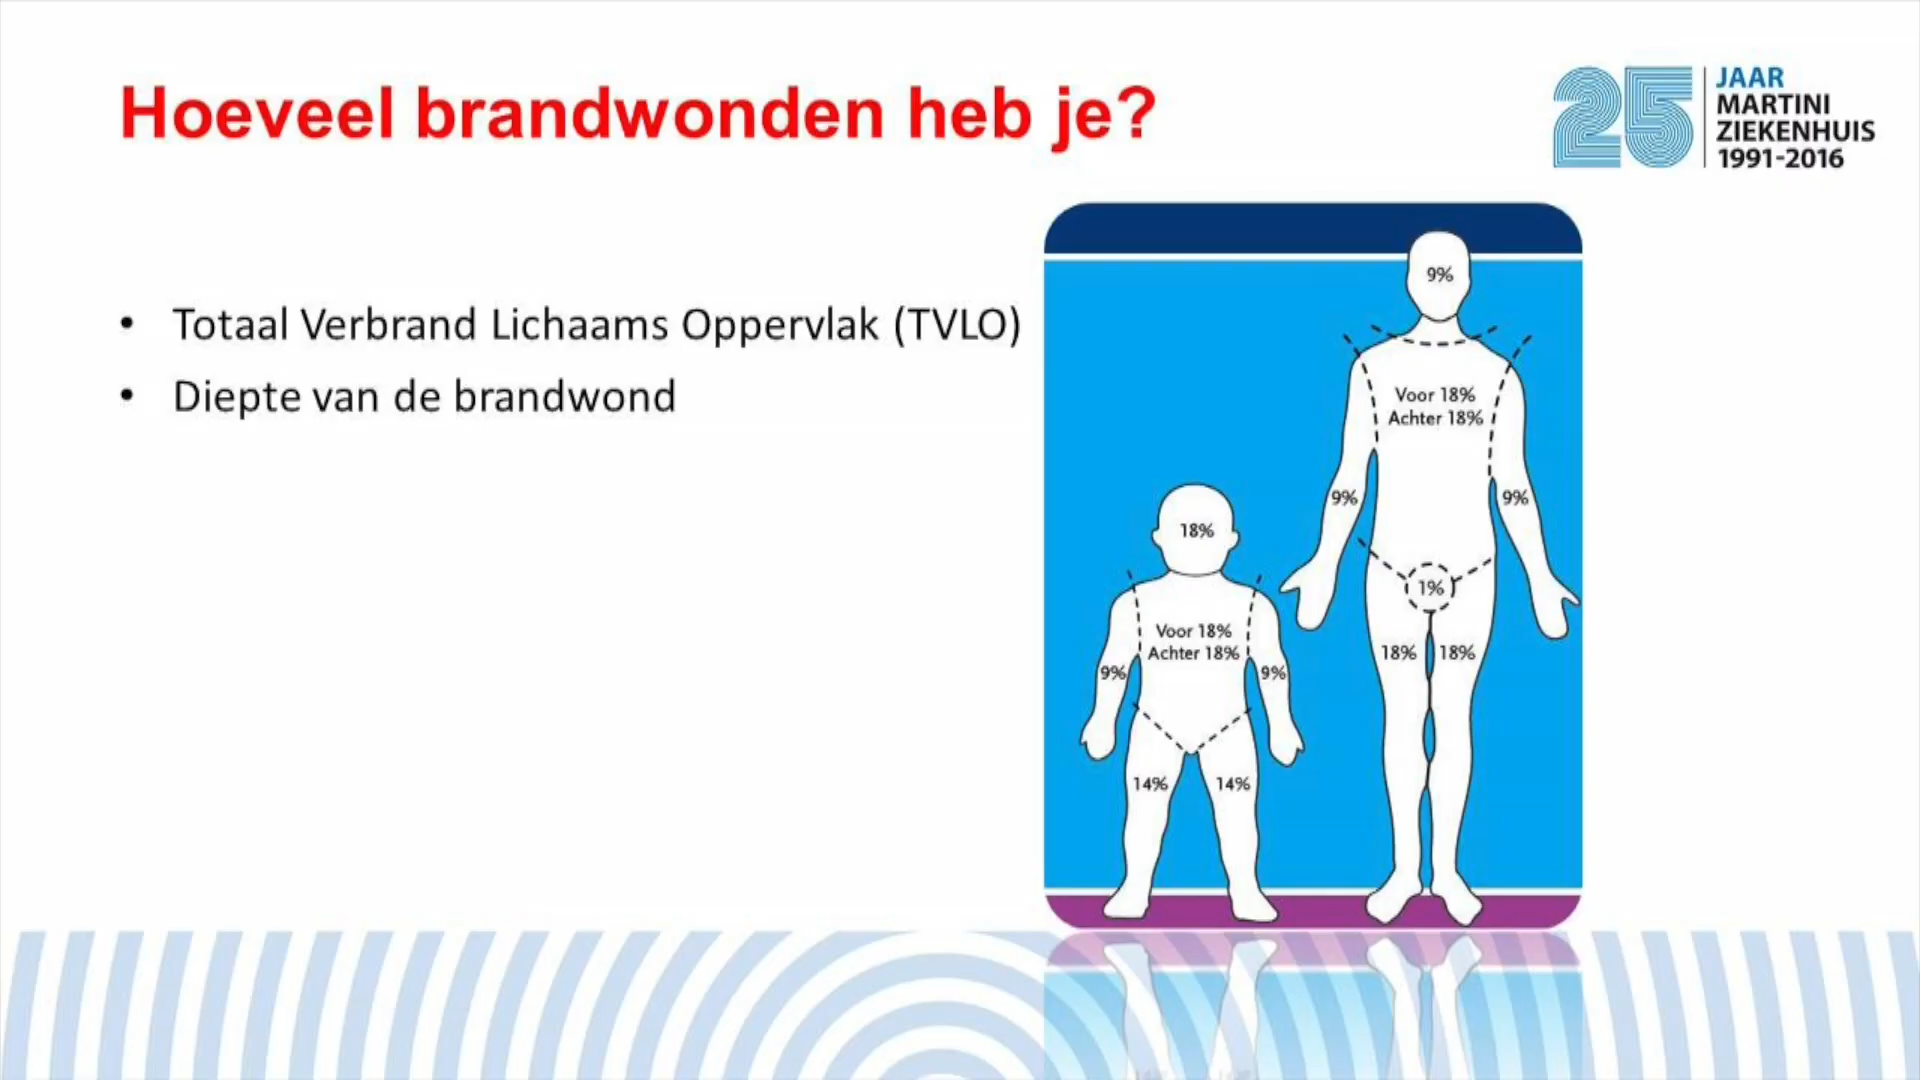 Hoeveel brandwonden heb je?
25 JAAR
MARTINI
ZIEKENHUIS
1991-2016
• Totaal Verbrand Lichaams Oppervlak (TVLO)
• Diepte van de brandwond
9%
Voor 18%
Achter 18%
9%
9%
1%
18%
18%
18%
Voor 18%
Achter 18%
9%
9%
14%
14%